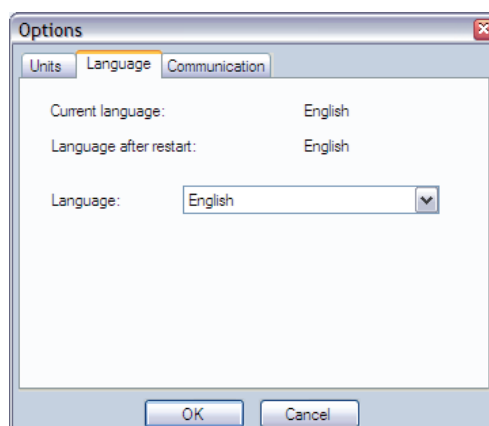 Options
Units Language Communication
Current language: English
Language after restart: English
Language: English
OK Cancel